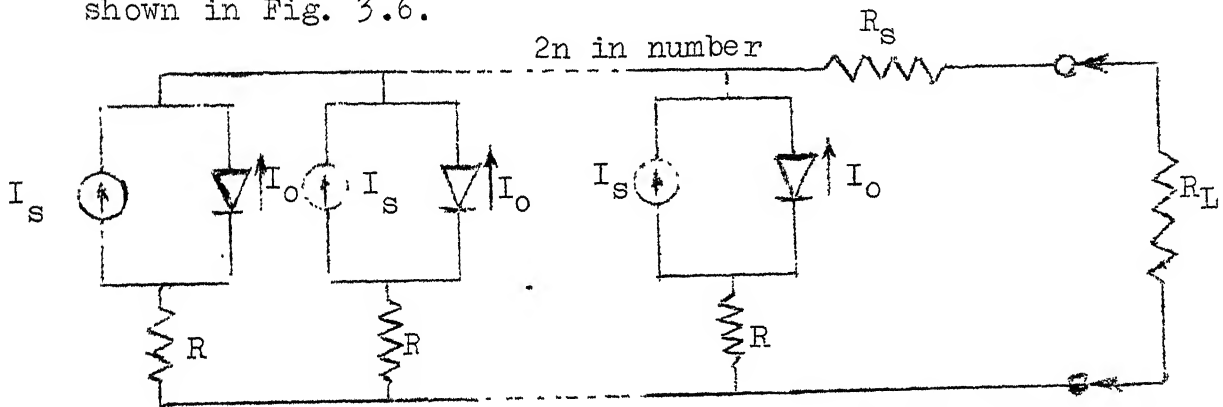 shown in Fig. 3.6.
2n in number
R_s
I_s
I_o
I_s
I_o
I_s
I_o
R_L
R
R
R